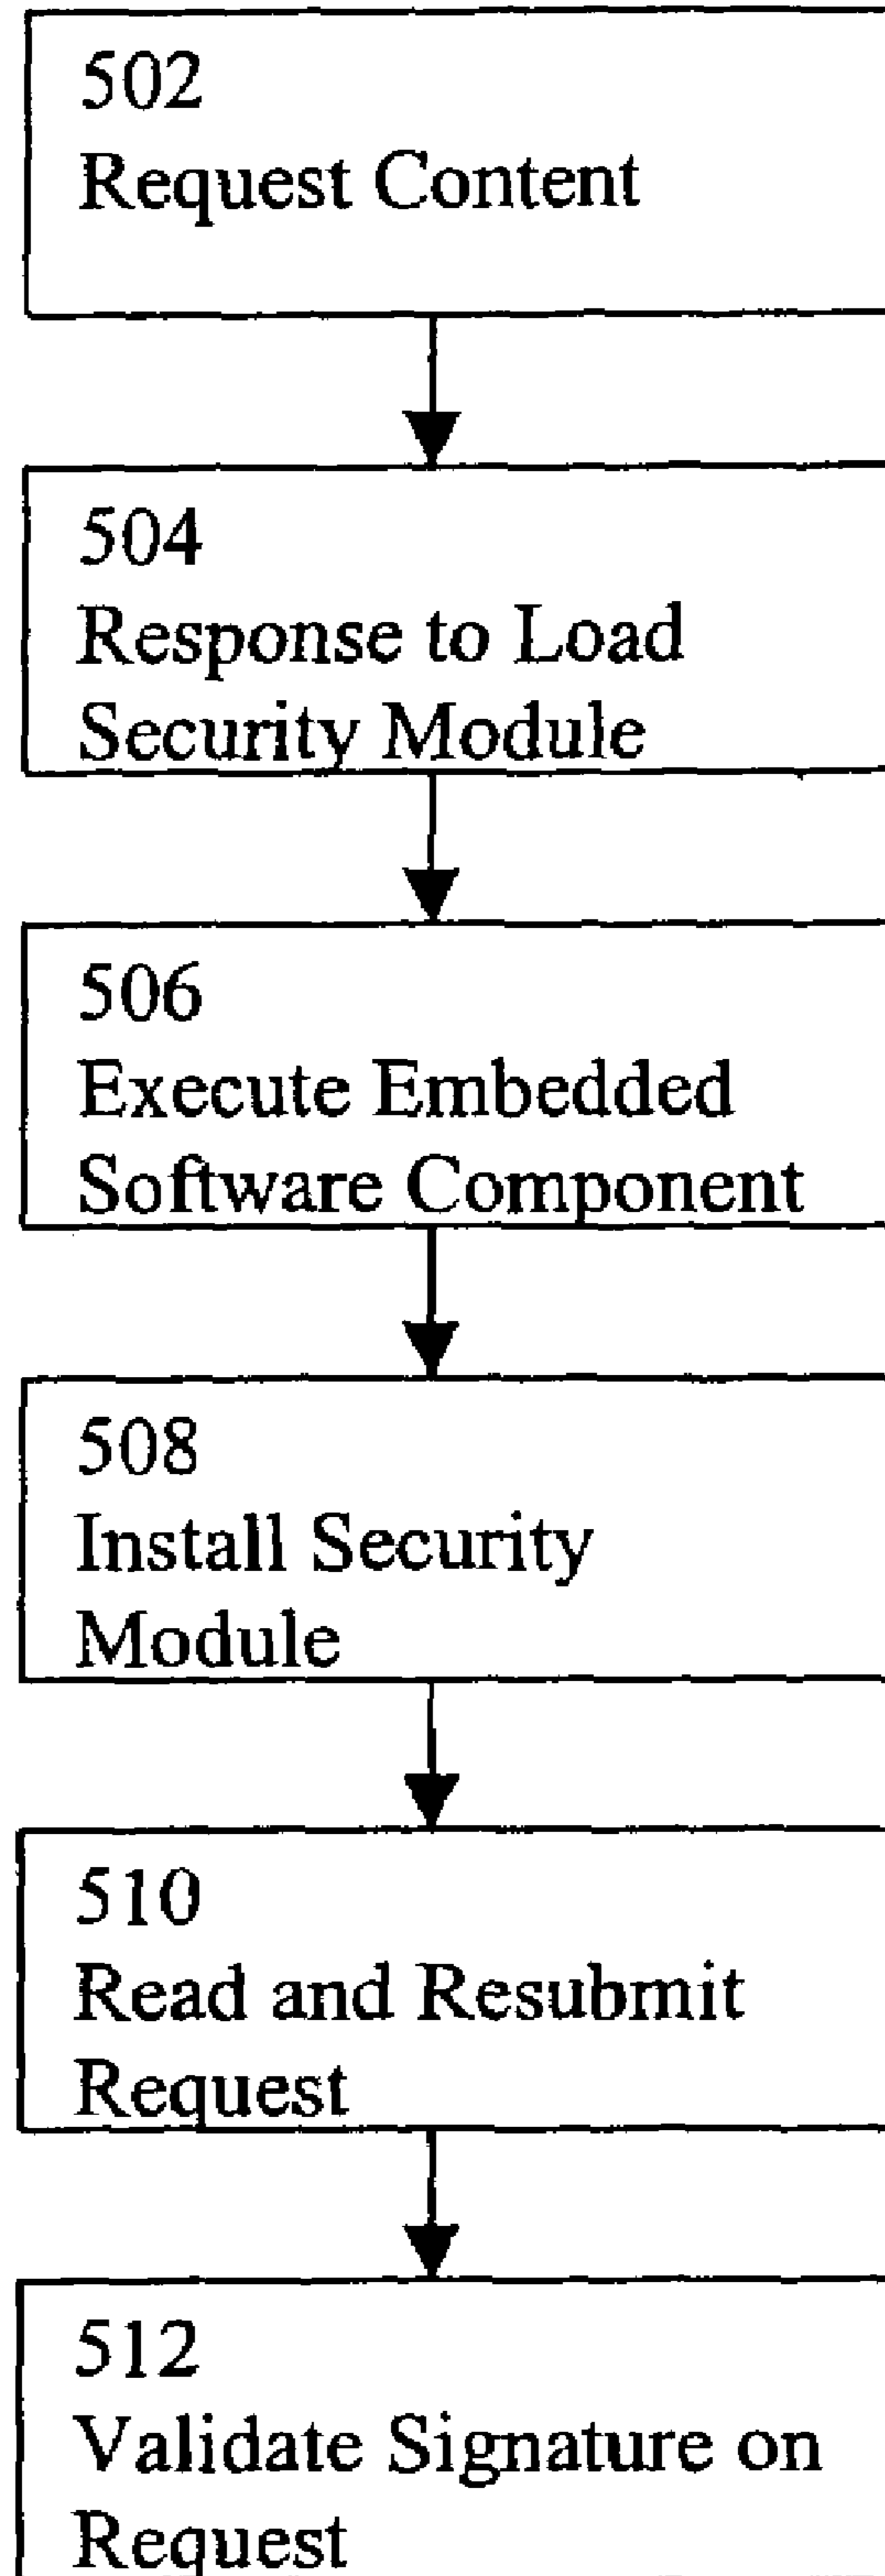 502
Request Content
504
Response to Load
Security Module
506
Execute Embedded
Software Component
508
Install Security
Module
510
Read and Resubmit
Request
512
Validate Signature on
Request